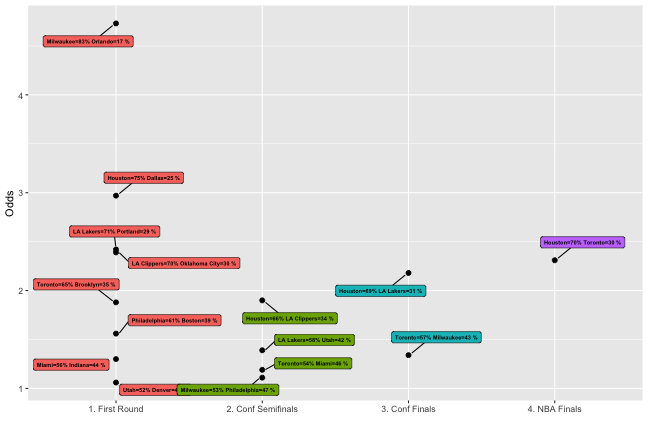 Milwaukee=83% Orlando=17 %
4
Houston=75% Dallas=25 %
3
Odds
LA Lakers=71% Portland=29 %
Houston=70% Toronto=30 %
LA Clippers=70% Oklahoma City=30 %
Toronto=65% Brooklyn=35 %
Houston=69% LA Lakers=31 %
2
Philadelphia=61% Boston=39 %
Houston=66% LA Clippers=34 %
LA Lakers=58% Utah=42 %
Toronto=57% Milwaukee=43 %
Miami=56% Indiana=44 %
Toronto=54% Miami=46 %
Utah=52% Denver=
Milwaukee=53% Philadelphia=47 %
1
1. First Round
2. Conf Semifinals
3. Conf Finals
4. NBA Finals